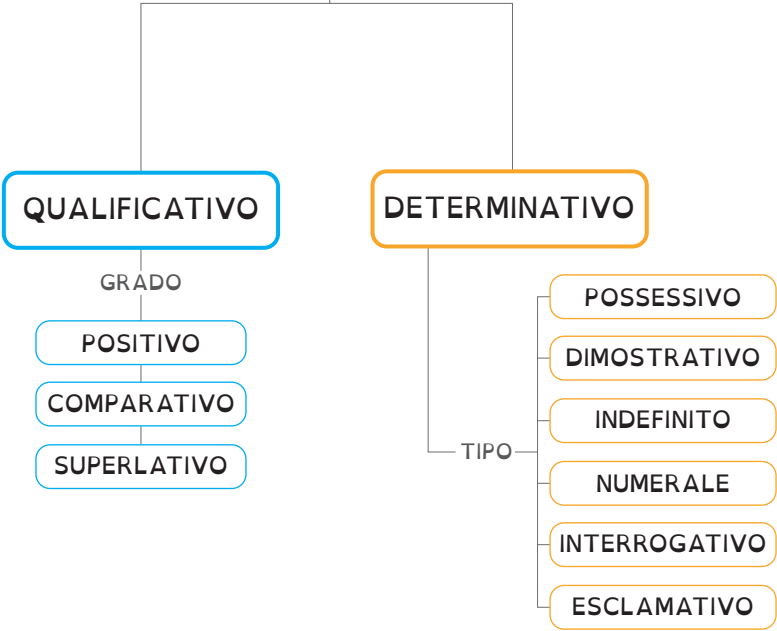 QUALIFICATIVO
GRADO
POSITIVO
COMPARATIVO
SUPERLATIVO
DETERMINATIVO
TIPO
POSSESSIVO
DIMOSTRATIVO
INDEFINITO
NUMERALE
INTERROGATIVO
ESCLAMATIVO